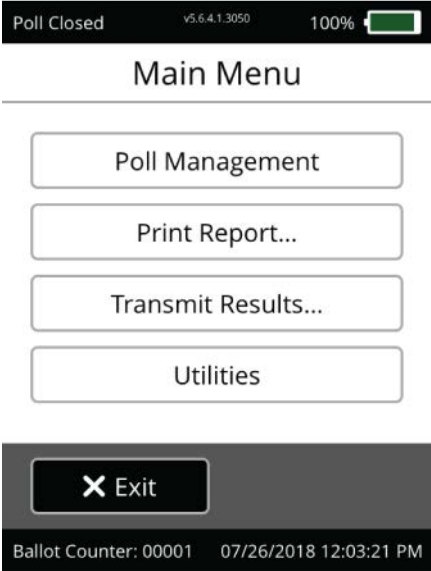 Poll Closed v5.6.4.1.3050 100%
Main Menu
Poll Management
Print Report...
Transmit Results...
Utilities
Exit
Ballot Counter: 00001 07/26/2018 12:03:21 PM